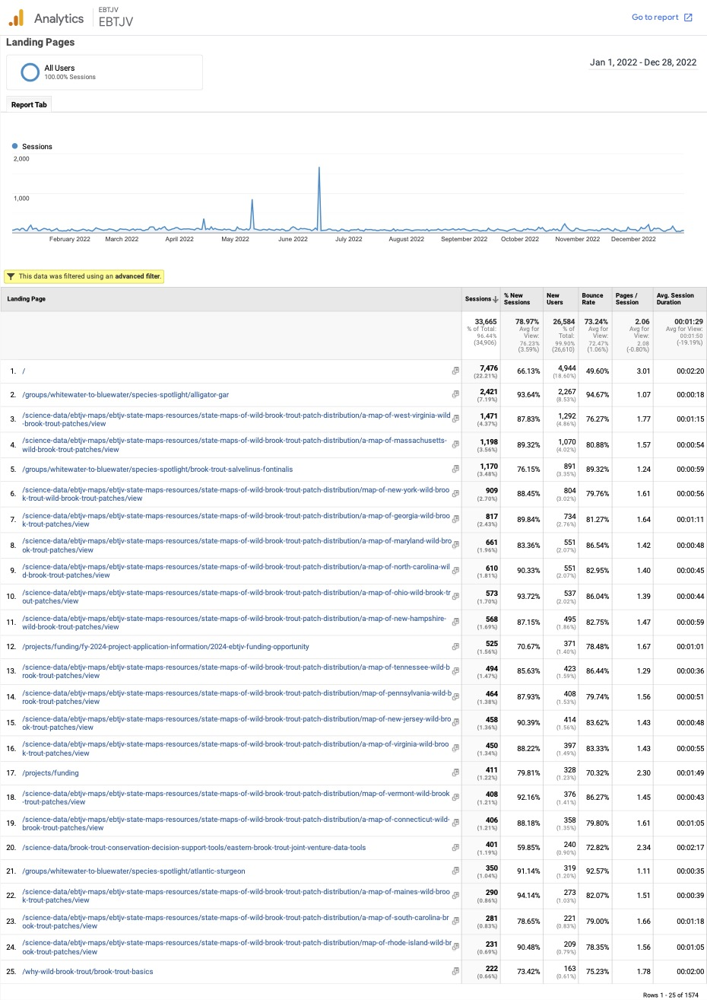 Analytics
EBTJV
EBTJV
Go to report
Landing Pages
All Users
100.00% Sessions
Jan 1, 2022 - Dec 28, 2022
Report Tab
Sessions
2,000
1,000
February 2022 March 2022 April 2022 May 2022 June 2022 July 2022 August 2022 September 2022 October 2022 November 2022 December 2022
This data was filtered using an advanced filter.
Landing Page Sessions % New Sessions New Users Bounce Rate Pages / Session Avg. Session Duration
33,665 78.97% 26,584 73.24% 2.06 00:01:29
% of Total: 96.44% (34,906) Avg for View: 76.23% (3.59%) % of Total: 99.90% (26,610) Avg for View: 72.47% (1.06%) Avg for View: 2.08 (-0.80%) Avg for View: 00:01:50 (-19.19%)
1. / 7,476 (22.21%) 66.13% 4,944 (18.60%) 49.60% 3.01 00:02:20
2. /groups/whitewater-to-bluewater/species-spotlight/alligator-gar 2,421 (7.19%) 93.64% 2,267 (8.53%) 94.67% 1.07 00:00:18
3. /science-data/ebtjv-maps/ebtjv-state-maps-resources/state-maps-of-wild-brook-trout-patch-distribution/a-map-of-west-virginia-wild
-brook-trout-patches/view 1,471 (4.37%) 87.83% 1,292 (4.86%) 76.27% 1.77 00:01:15
4. /science-data/ebtjv-maps/ebtjv-state-maps-resources/state-maps-of-wild-brook-trout-patch-distribution/a-map-of-massachusetts-
wild-brook-trout-patches/view 1,198 (3.56%) 89.32% 1,070 (4.02%) 80.88% 1.57 00:00:54
5. /groups/whitewater-to-bluewater/species-spotlight/brook-trout-salvelinus-fontinalis 1,170 (3.48%) 76.15% 891 (3.35%) 89.32% 1.24 00:00:59
6. /science-data/ebtjv-maps/ebtjv-state-maps-resources/state-maps-of-wild-brook-trout-patch-distribution/map-of-new-york-wild-broo
k-trout-wild-brook-trout-patches/view 909 (2.70%) 88.45% 804 (3.02%) 79.76% 1.61 00:00:56
7. /science-data/ebtjv-maps/ebtjv-state-maps-resources/state-maps-of-wild-brook-trout-patch-distribution/a-map-of-georgia-wild-broo
k-trout-patches/view 817 (2.43%) 89.84% 734 (2.76%) 81.27% 1.64 00:01:11
8. /science-data/ebtjv-maps/ebtjv-state-maps-resources/state-maps-of-wild-brook-trout-patch-distribution/a-map-of-maryland-wild-br
ook-trout-patches/view 661 (1.96%) 83.36% 551 (2.07%) 86.54% 1.42 00:00:48
9. /science-data/ebtjv-maps/ebtjv-state-maps-resources/state-maps-of-wild-brook-trout-patch-distribution/a-map-of-north-carolina-wil
d-brook-trout-patches/view 610 (1.81%) 90.33% 551 (2.07%) 82.95% 1.40 00:00:45
10. /science-data/ebtjv-maps/ebtjv-state-maps-resources/state-maps-of-wild-brook-trout-patch-distribution/a-map-of-ohio-wild-brook-tr
out-patches/view 573 (1.70%) 93.72% 537 (2.02%) 86.04% 1.39 00:00:44
11. /science-data/ebtjv-maps/ebtjv-state-maps-resources/state-maps-of-wild-brook-trout-patch-distribution/a-map-of-new-hampshire-
wild-brook-trout-patches/view 568 (1.69%) 87.15% 495 (1.86%) 82.75% 1.47 00:00:59
12. /projects/funding/fy-2024-project-application-information/2024-ebtjv-funding-opportunity 525 (1.56%) 70.67% 371 (1.40%) 78.48% 1.67 00:01:01
13. /science-data/ebtjv-maps/ebtjv-state-maps-resources/state-maps-of-wild-brook-trout-patch-distribution/a-map-of-tennessee-wild-b
rook-trout-patches/view 494 (1.47%) 85.63% 423 (1.59%) 86.44% 1.29 00:00:36
14. /science-data/ebtjv-maps/ebtjv-state-maps-resources/state-maps-of-wild-brook-trout-patch-distribution/map-of-pennsylvania-wild-b
rook-trout-patches/view 464 (1.38%) 87.93% 408 (1.53%) 79.74% 1.56 00:00:51
15. /science-data/ebtjv-maps/ebtjv-state-maps-resources/state-maps-of-wild-brook-trout-patch-distribution/map-of-new-jersey-wild-bro
ok-trout-patches/view 458 (1.36%) 90.39% 414 (1.56%) 83.62% 1.43 00:00:48
16. /science-data/ebtjv-maps/ebtjv-state-maps-resources/state-maps-of-wild-brook-trout-patch-distribution/a-map-of-virginia-wild-broo
k-trout-patches/view 450 (1.34%) 88.22% 397 (1.49%) 83.33% 1.43 00:00:55
17. /projects/funding 411 (1.22%) 79.81% 328 (1.23%) 70.32% 2.30 00:01:49
18. /science-data/ebtjv-maps/ebtjv-state-maps-resources/state-maps-of-wild-brook-trout-patch-distribution/map-of-vermont-wild-brook
-trout-patches/view 408 (1.21%) 92.16% 376 (1.41%) 86.27% 1.45 00:00:43
19. /science-data/ebtjv-maps/ebtjv-state-maps-resources/state-maps-of-wild-brook-trout-patch-distribution/a-map-of-connecticut-wild-
brook-trout-patches/view 406 (1.21%) 88.18% 358 (1.35%) 79.80% 1.61 00:01:05
20. /science-data/brook-trout-conservation-decision-support-tools/eastern-brook-trout-joint-venture-data-tools 401 (1.19%) 59.85% 240 (0.90%) 72.82% 2.34 00:02:17
21. /groups/whitewater-to-bluewater/species-spotlight/atlantic-sturgeon 350 (1.04%) 91.14% 319 (1.20%) 92.57% 1.11 00:00:35
22. /science-data/ebtjv-maps/ebtjv-state-maps-resources/state-maps-of-wild-brook-trout-patch-distribution/a-map-of-maines-wild-broo
k-trout-patches/view 290 (0.86%) 94.14% 273 (1.03%) 82.07% 1.51 00:00:39
23. /science-data/ebtjv-maps/ebtjv-state-maps-resources/state-maps-of-wild-brook-trout-patch-distribution/a-map-of-south-carolina-br
ook-trout-patches/view 281 (0.83%) 78.65% 221 (0.83%) 79.00% 1.66 00:01:18
24. /science-data/ebtjv-maps/ebtjv-state-maps-resources/state-maps-of-wild-brook-trout-patch-distribution/map-of-rhode-island-wild-br
ook-trout-patches/view 231 (0.69%) 90.48% 209 (0.79%) 78.35% 1.56 00:01:05
25. /why-wild-brook-trout/brook-trout-basics 222 (0.66%) 73.42% 163 (0.61%) 75.23% 1.78 00:02:00
Rows 1 - 25 of 1574